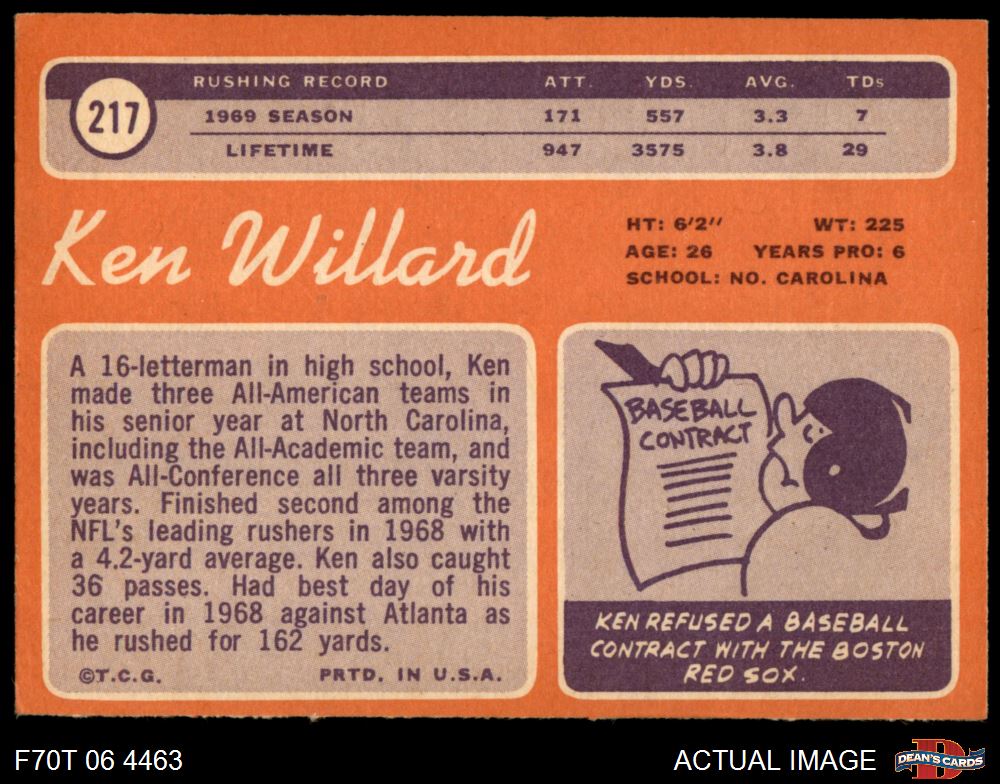 217
RUSHING RECORD ATT. YDS. AVG. TDs
1969 SEASON 171 557 3.3 7
LIFETIME 947 3575 3.8 29
Ken Willard
HT: 6'2'' WT: 225
AGE: 26 YEARS PRO: 6
SCHOOL: NO. CAROLINA
A 16-letterman in high school, Ken
made three All-American teams in
his senior year at North Carolina,
including the All-Academic team, and
was All-Conference all three varsity
years. Finished second among the
NFL's leading rushers in 1968 with
a 4.2-yard average. Ken also caught
36 passes. Had best day of his
career in 1968 against Atlanta as
he rushed for 162 yards.
©T.C.G. PRTD. IN U.S.A.
BASEBALL
CONTRACT
KEN REFUSED A BASEBALL
CONTRACT WITH THE BOSTON
RED SOX.
F70T 06 4463
ACTUAL IMAGE
D
DEAN'S CARDS